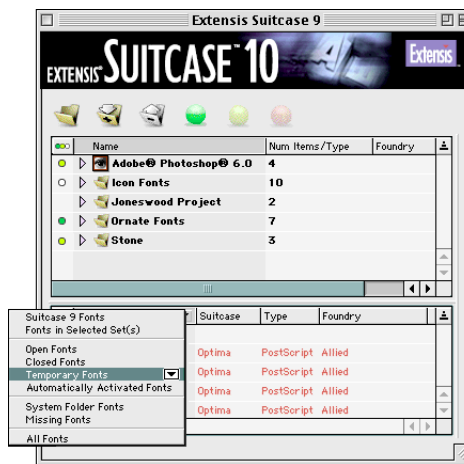 Extensis Suitcase 9
EXTENSIS® SUITCASE™ 10
Extensis
Name Num Items/Type Foundry
Adobe® Photoshop® 6.0 4
Icon Fonts 10
Joneswood Project 2
Ornate Fonts 7
Stone 3
Suitcase Type Foundry
Suitcase 9 Fonts
Fonts in Selected Set(s)
Open Fonts
Closed Fonts
Temporary Fonts
Automatically Activated Fonts
System Folder Fonts
Missing Fonts
All Fonts
Optima PostScript Allied
Optima PostScript Allied
Optima PostScript Allied
Optima PostScript Allied